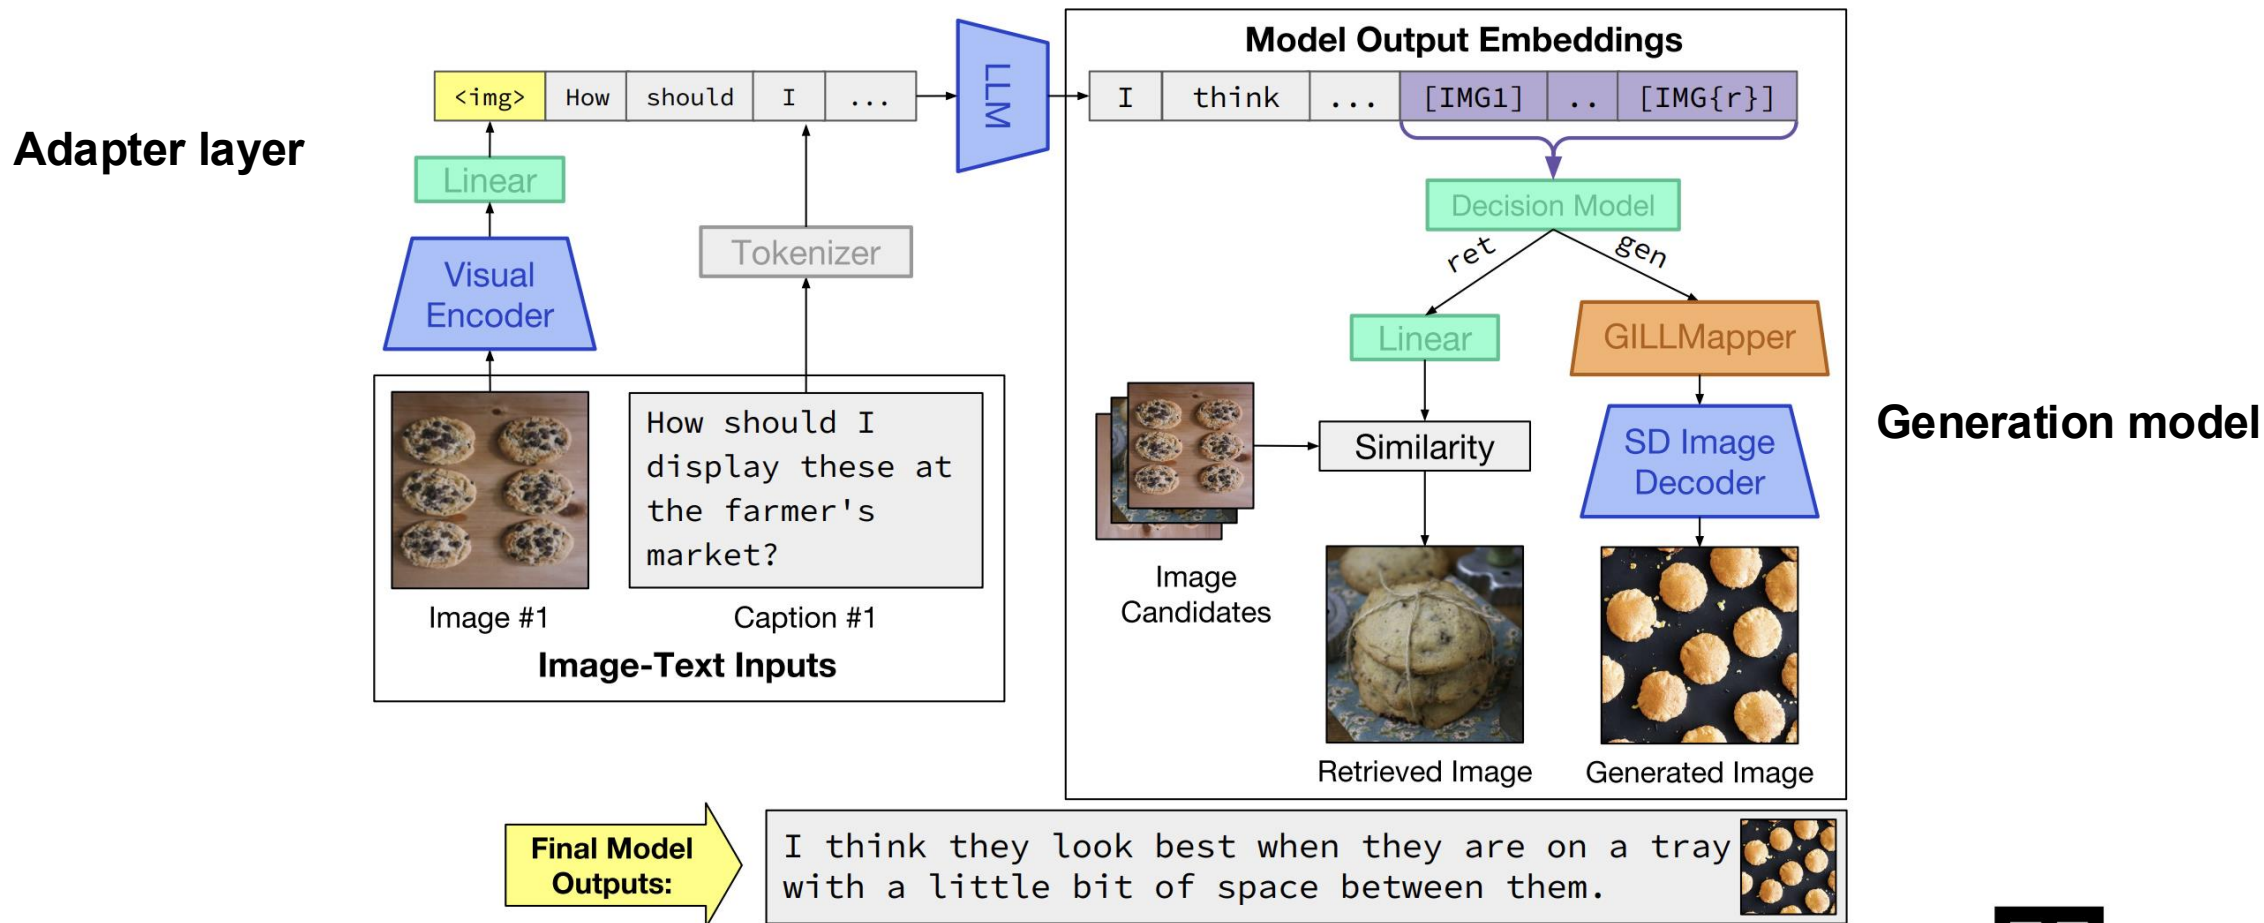 Model Output Embeddings
<img> How should I ...
LLM
I think ... [IMG1] .. [IMG{r}]
Adapter layer
Linear
Decision Model
Tokenizer
ret
gen
Visual
Encoder
Linear
GILLMapper
How should I
display these at
the farmer's
market?
Similarity
SD Image
Decoder
Generation model
Image
Candidates
Image #1
Caption #1
Image-Text Inputs
Retrieved Image
Generated Image
Final Model
Outputs:
I think they look best when they are on a tray
with a little bit of space between them.